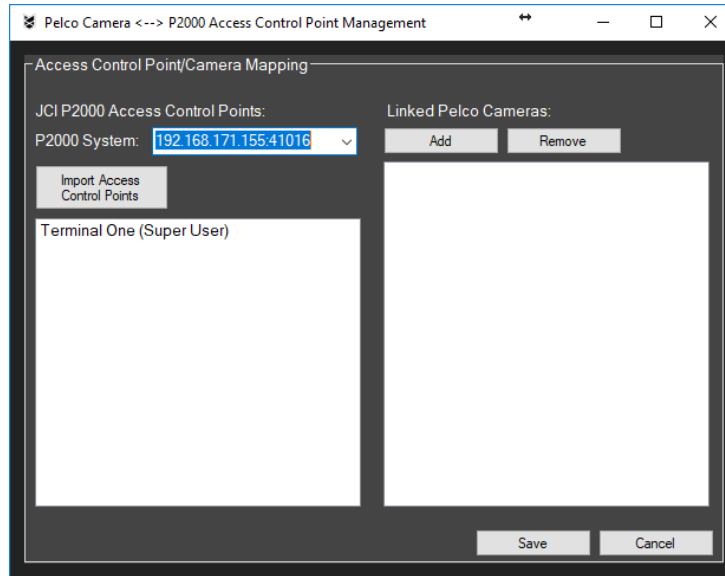 Pelco Camera <--> P2000 Access Control Point Management
Access Control Point/Camera Mapping
JCI P2000 Access Control Points:
P2000 System: 192.168.171.155:41016
Import Access
Control Points
Terminal One (Super User)
Linked Pelco Cameras:
Add Remove
Save Cancel